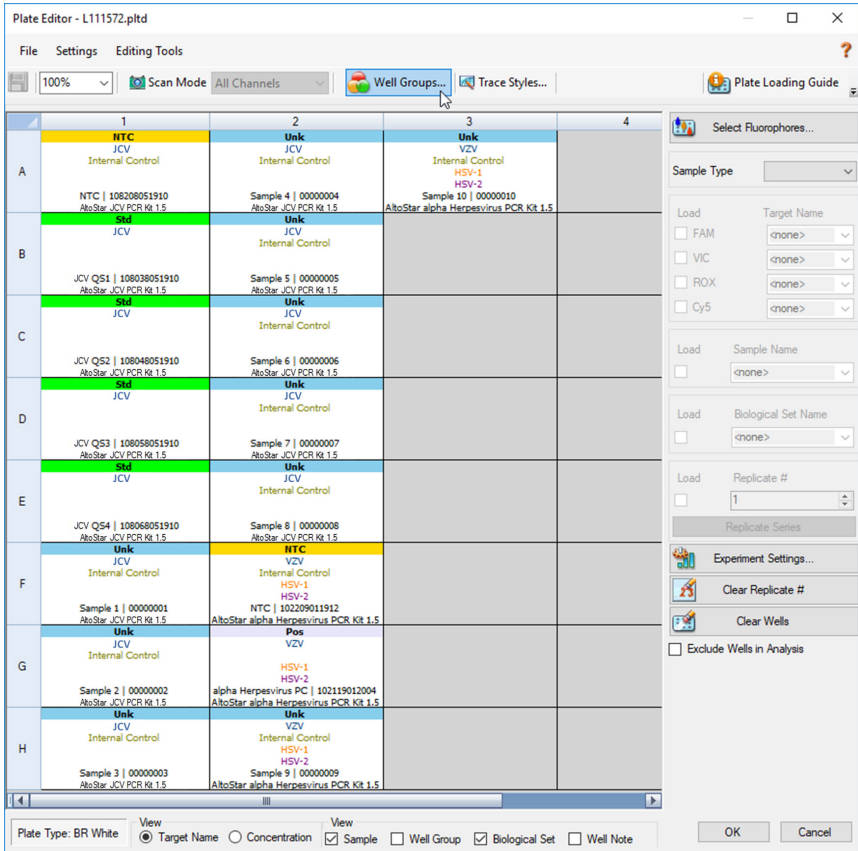 Plate Editor - L111572.pltd
File Settings Editing Tools
100% Scan Mode All Channels Well Groups... Trace Styles... Plate Loading Guide
1 2 3 4
A
NTC
JCV
Internal Control
NTC | 108208051910
AltoStar JCV PCR Kit 1.5
Unk
JCV
Internal Control
Sample 4 | 00000004
AltoStar JCV PCR Kit 1.5
Unk
VZV
Internal Control
HSV-1
HSV-2
Sample 10 | 00000010
AltoStar alpha Herpesvirus PCR Kit 1.5
B
Std
JCV
JCV QS1 | 108038051910
AltoStar JCV PCR Kit 1.5
Unk
JCV
Internal Control
Sample 5 | 00000005
AltoStar JCV PCR Kit 1.5
C
Std
JCV
JCV QS2 | 108048051910
AltoStar JCV PCR Kit 1.5
Unk
JCV
Internal Control
Sample 6 | 00000006
AltoStar JCV PCR Kit 1.5
D
Std
JCV
JCV QS3 | 108058051910
AltoStar JCV PCR Kit 1.5
Unk
JCV
Internal Control
Sample 7 | 00000007
AltoStar JCV PCR Kit 1.5
E
Std
JCV
JCV QS4 | 108068051910
AltoStar JCV PCR Kit 1.5
Unk
JCV
Internal Control
Sample 8 | 00000008
AltoStar JCV PCR Kit 1.5
F
Unk
JCV
Internal Control
Sample 1 | 00000001
AltoStar JCV PCR Kit 1.5
NTC
VZV
Internal Control
HSV-1
HSV-2
NTC | 102209011912
AltoStar alpha Herpesvirus PCR Kit 1.5
G
Unk
JCV
Internal Control
Sample 2 | 00000002
AltoStar JCV PCR Kit 1.5
Pos
VZV
HSV-1
HSV-2
alpha Herpesvirus PC | 102119012004
AltoStar alpha Herpesvirus PCR Kit 1.5
H
Unk
JCV
Internal Control
Sample 3 | 00000003
AltoStar JCV PCR Kit 1.5
Unk
VZV
Internal Control
HSV-1
HSV-2
Sample 9 | 00000009
AltoStar alpha Herpesvirus PCR Kit 1.5
Select Fluorophores...
Sample Type
Load Target Name
FAM <none>
VIC <none>
ROX <none>
Cy5 <none>
Load Sample Name
<none>
Load Biological Set Name
<none>
Load Replicate #
1
Replicate Series
Experiment Settings...
Clear Replicate #
Clear Wells
Exclude Wells in Analysis
Plate Type: BR White
View
Target Name Concentration
View
Sample Well Group Biological Set Well Note
OK Cancel